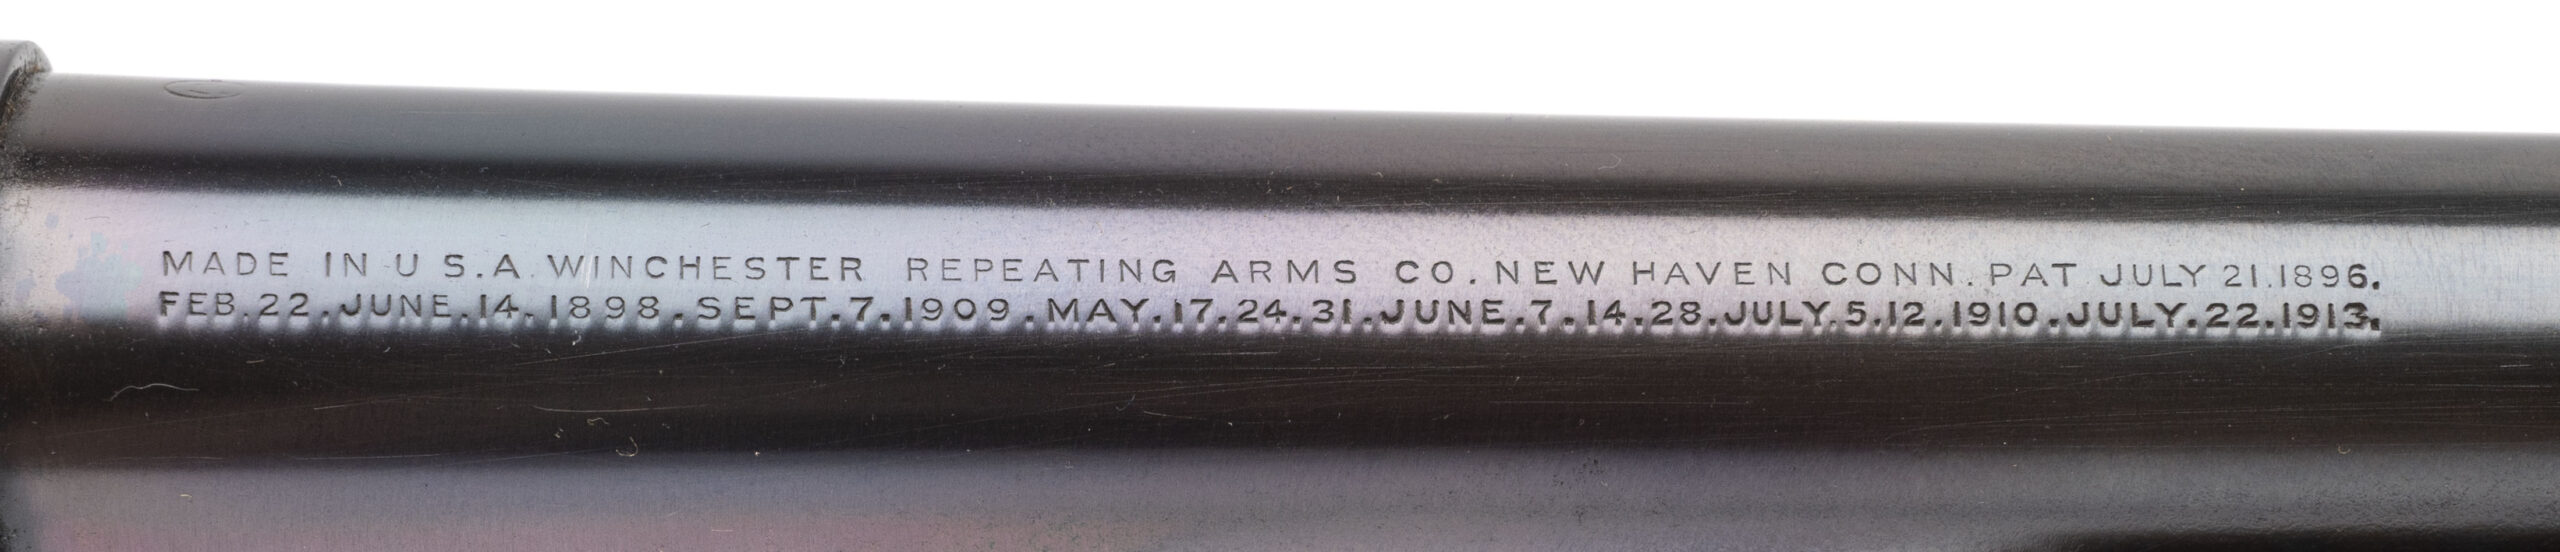 MADE IN U S.A. WINCHESTER REPEATING ARMS CO. NEW HAVEN CONN. PAT JULY 21.1896.
FEB.22.JUNE.14.1898.SEPT.7.1909.MAY.17.24.31.JUNE.7.14.28.JULY.5.12.1910.JULY.22.1913.